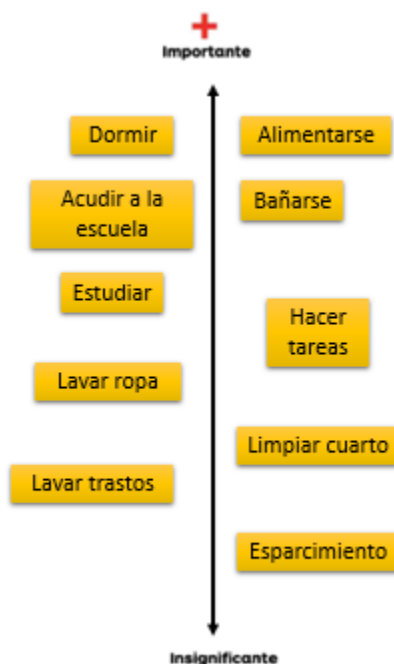 +
Importante
Dormir
Alimentarse
Acudir a la
escuela
Bañarse
Estudiar
Hacer
tareas
Lavar ropa
Limpiar cuarto
Lavar trastos
Esparcimiento
Insignificante